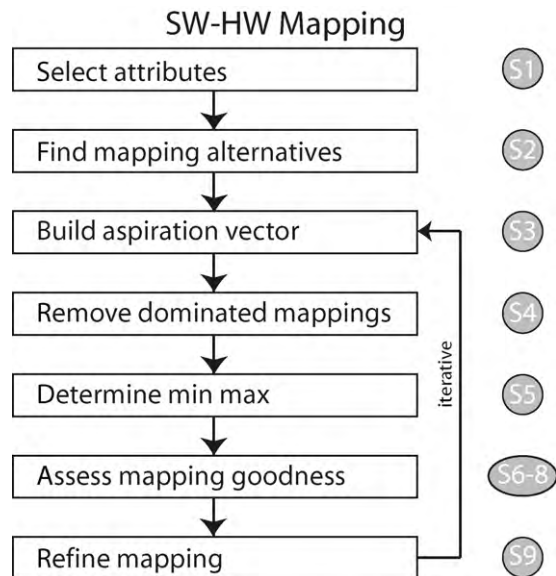 SW-HW Mapping
Select attributes S1
Find mapping alternatives S2
Build aspiration vector S3
Remove dominated mappings S4
Determine min max S5
iterative
Assess mapping goodness S6-8
Refine mapping S9